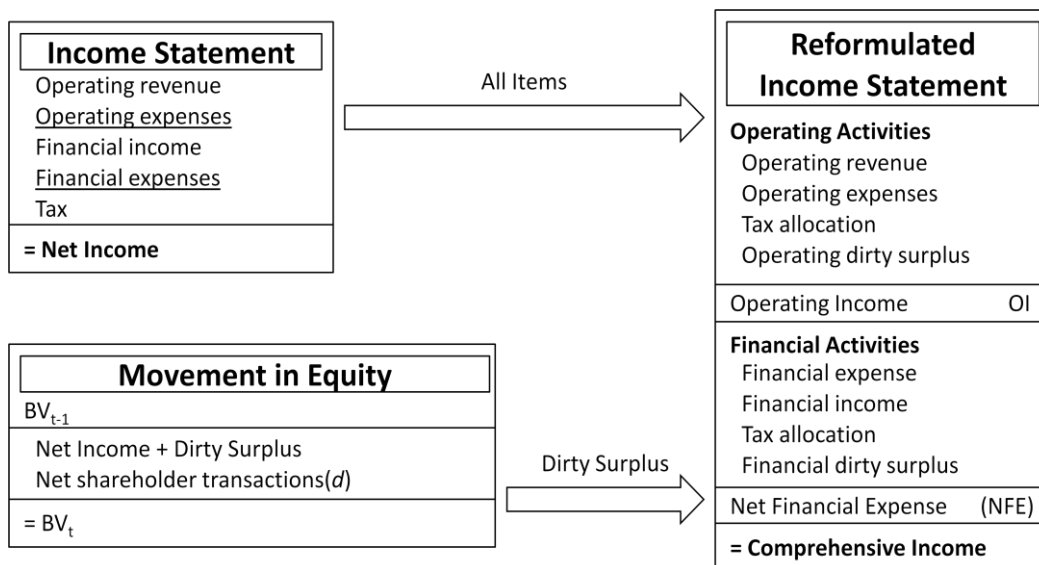 Income Statement
Operating revenue
Operating expenses
Financial income
Financial expenses
Tax
= Net Income
All Items
Movement in Equity
BVt-1
Net Income + Dirty Surplus
Net shareholder transactions(d)
= BVt
Dirty Surplus
Reformulated
Income Statement
Operating Activities
Operating revenue
Operating expenses
Tax allocation
Operating dirty surplus
Operating Income OI
Financial Activities
Financial expense
Financial income
Tax allocation
Financial dirty surplus
Net Financial Expense (NFE)
= Comprehensive Income